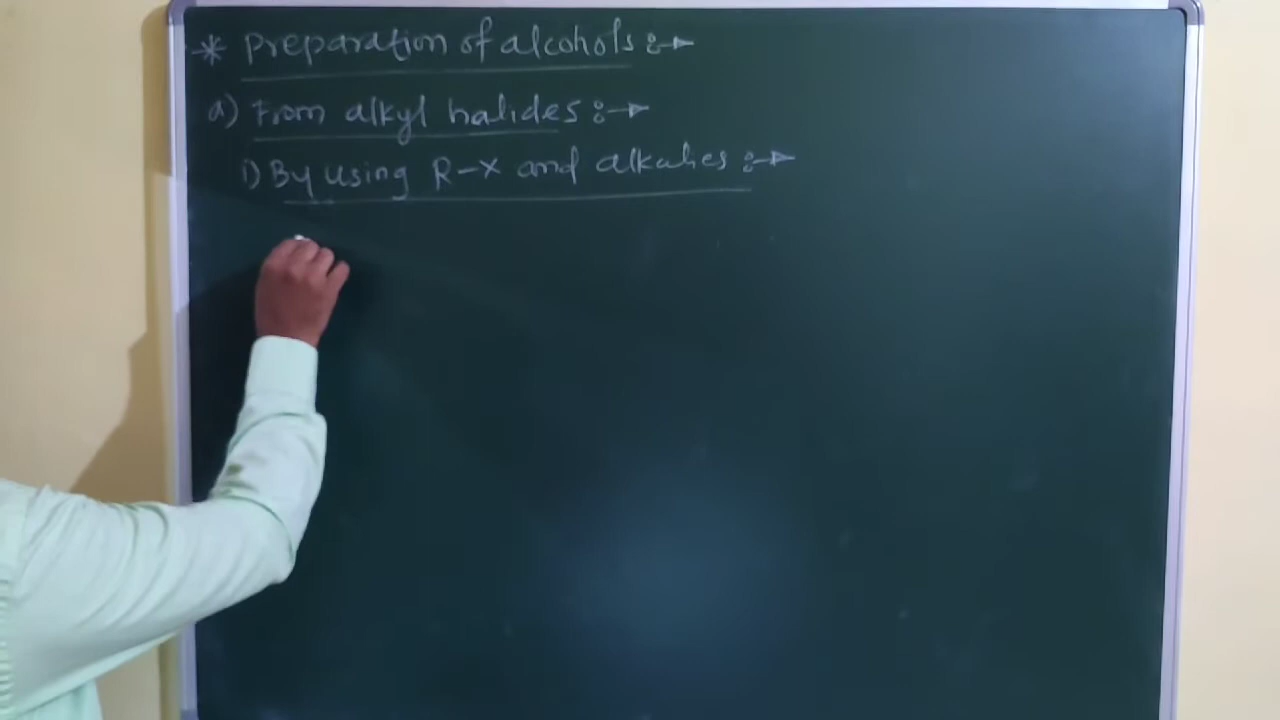 * Preparation of alcohols :→
a) From alkyl halides :→
1) By using R-X and alkalies :→